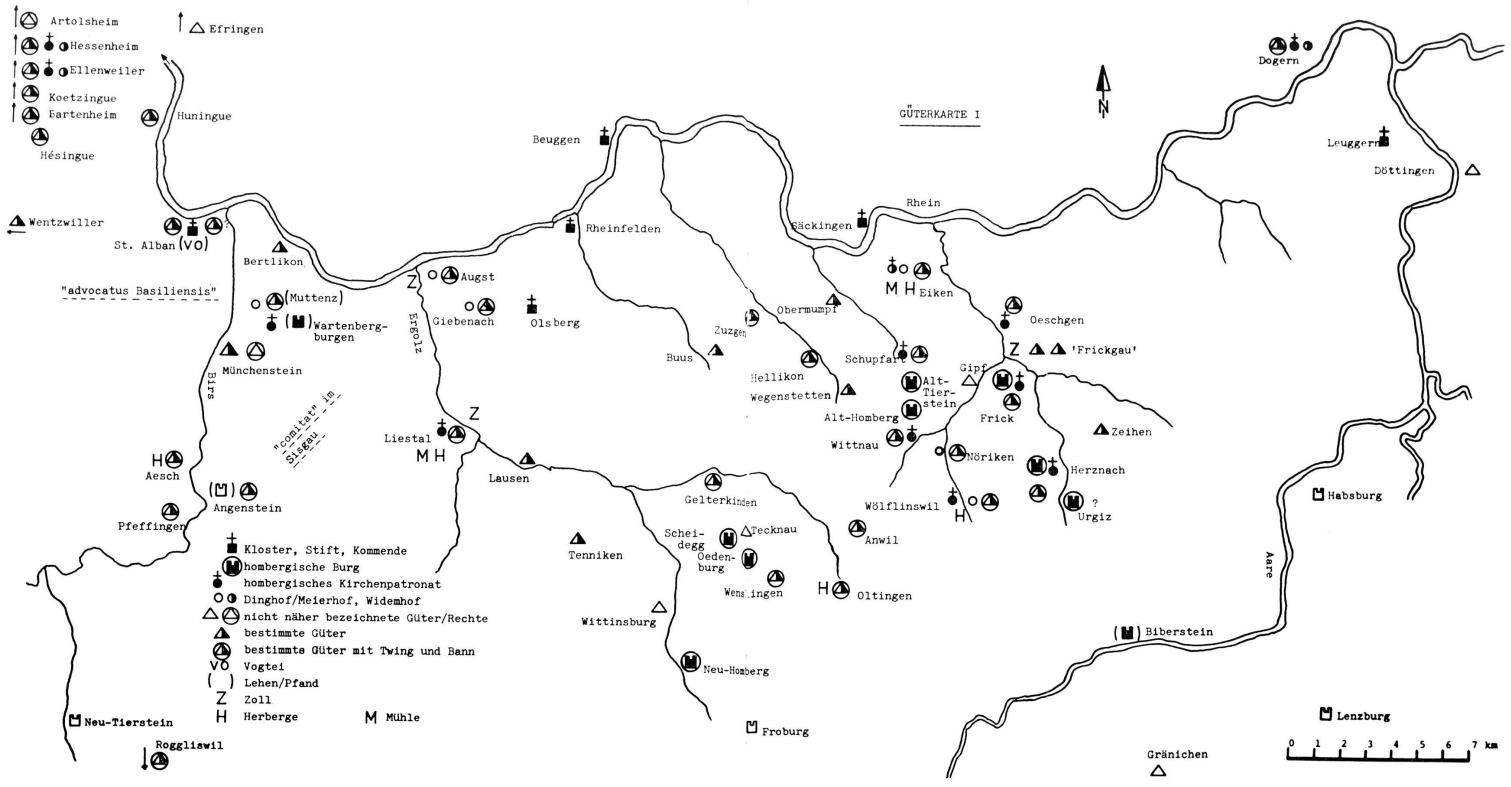 Artolsheim
Efringen
Hessenheim
Ellenweiler
Koetzingue
Bartenheim
Huningue
Hésingue
Wentzwiller
St. Alban (VO)
?
Bertlikon
"advocatus Basiliensis"
(Muttenz)
( ) Wartenberg-
burgen
Münchenstein
Birs
"comitat" im
Sisgau
H
Aesch
( )
Angenstein
Pfeffingen
GÜTERKARTE I
N
Dogern
Beuggen
Leuggern
Döttingen
Rhein
Säckingen
Rheinfelden
Z
Augst
Giebenach
Olsberg
Ergolz
M H Eiken
Obermumpf
Zuzgen
Oeschgen
Buus
Hellikon
Schupfart
Z 'Frickgau'
Wegenstetten
Gipf
Alt-
Tier-
stein
Frick
Alt-Homberg
Wittnau
Zeihen
Z
Liestal
M H
Nöriken
Herznach
Lausen
Gelterkinden
Wölflinswil
H
?
Urgiz
Habsburg
Schei-
degg
Tecknau
Oeden-
burg
Anwil
Tenniken
Wenslingen
H Oltingen
Aare
Wittinsburg
( ) Biberstein
Neu-Homberg
Froburg
Lenzburg
Gränichen
0 1 2 3 4 5 6 7 km
Kloster, Stift, Kommende
hombergische Burg
hombergisches Kirchenpatronat
Dinghof/Meierhof, Widemhof
nicht näher bezeichnete Güter/Rechte
bestimmte Güter
bestimmte Güter mit Twing und Bann
VO Vogtei
( ) Lehen/Pfand
Z Zoll
H Herberge M Mühle
Neu-Tierstein
Roggliswil